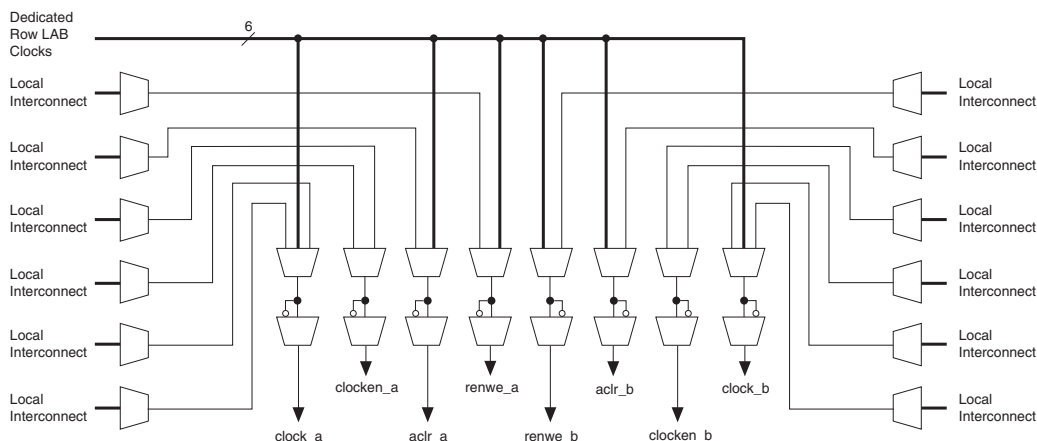 Dedicated
Row LAB
Clocks
6
Local
Interconnect
Local
Interconnect
Local
Interconnect
Local
Interconnect
Local
Interconnect
Local
Interconnect
Local
Interconnect
Local
Interconnect
Local
Interconnect
Local
Interconnect
Local
Interconnect
Local
Interconnect
clocken_a
renwe_a
aclr_b
clock_b
clock_a
aclr_a
renwe_b
clocken_b